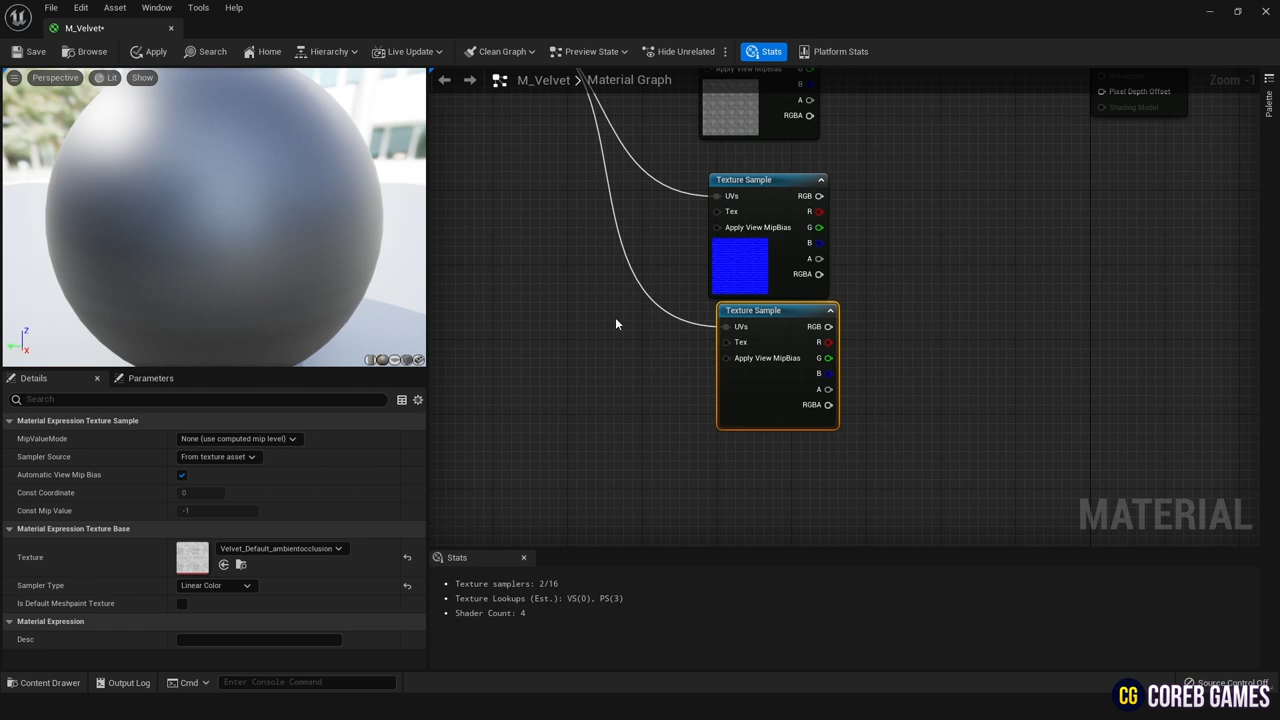 File Edit Asset Window Tools Help
M_Velvet•
Save Browse Apply Search Home Hierarchy Live Update Clean Graph Preview State Hide Unrelated Stats Platform Stats
Perspective Lit Show
M_Velvet > Material Graph
Zoom -1
Palette
Apply View MipBias
B
A
RGBA
Refraction
Pixel Depth Offset
Shading Model
Texture Sample
UVs RGB
Tex R
Apply View MipBias G
B
A
RGBA
Texture Sample
UVs RGB
Tex R
Apply View MipBias G
B
A
RGBA
MATERIAL
Z
Y
X
Details Parameters
Search
Material Expression Texture Sample
MipValueMode None (use computed mip level)
Sampler Source From texture asset
Automatic View Mip Bias
Const Coordinate 0
Const Mip Value -1
Material Expression Texture Base
Texture Velvet_Default_ambientocclusion
Sampler Type Linear Color
Is Default Meshpaint Texture
Material Expression
Desc
Stats
Texture samplers: 2/16
Texture Lookups (Est.): VS(0), PS(3)
Shader Count: 4
Content Drawer Output Log Cmd Enter Console Command
Source Control Off
CG COREB GAMES